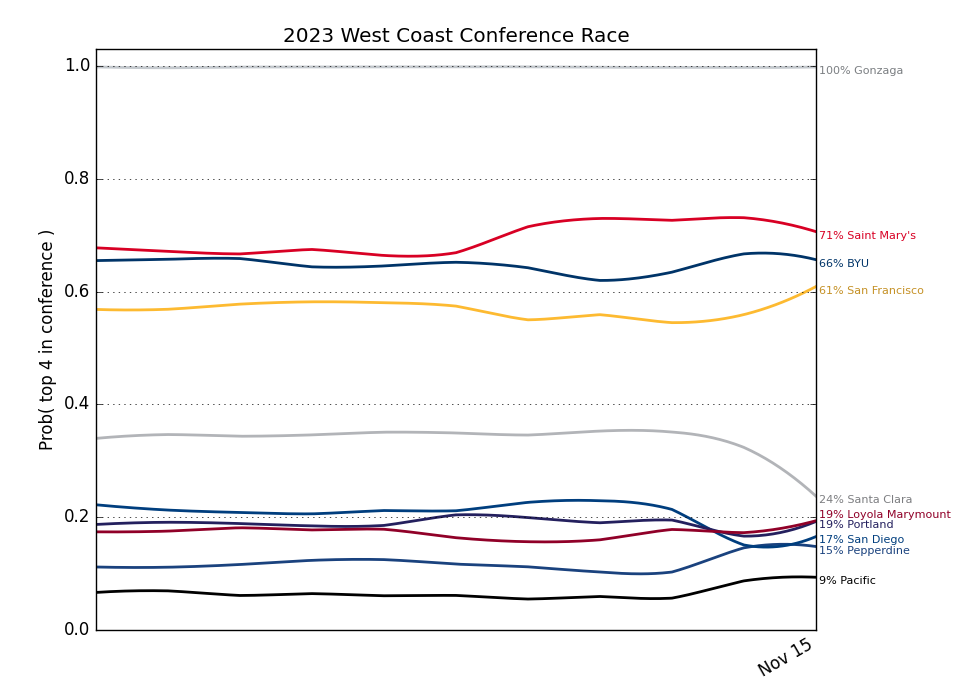 2023 West Coast Conference Race
Prob( top 4 in conference )
1.0
0.8
0.6
0.4
0.2
0.0
100% Gonzaga
71% Saint Mary's
66% BYU
61% San Francisco
24% Santa Clara
19% Loyola Marymount
19% Portland
17% San Diego
15% Pepperdine
9% Pacific
Nov 15